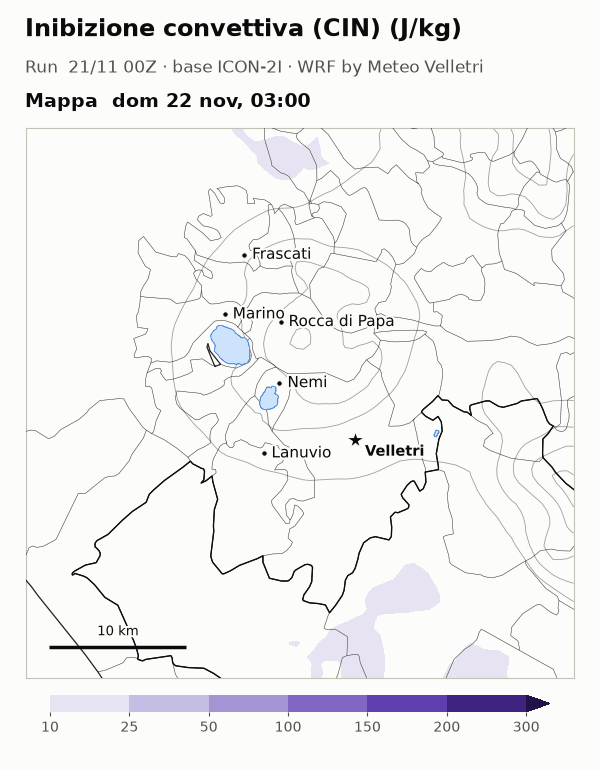 Inibizione convettiva (CIN) (J/kg)
Run  21/11 00Z · base ICON-2I · WRF by Meteo Velletri
Mappa  dom 22 nov, 03:00
Frascati
Marino
Rocca di Papa
Nemi
Velletri
Lanuvio
10 km
10 25 50 100 150 200 300